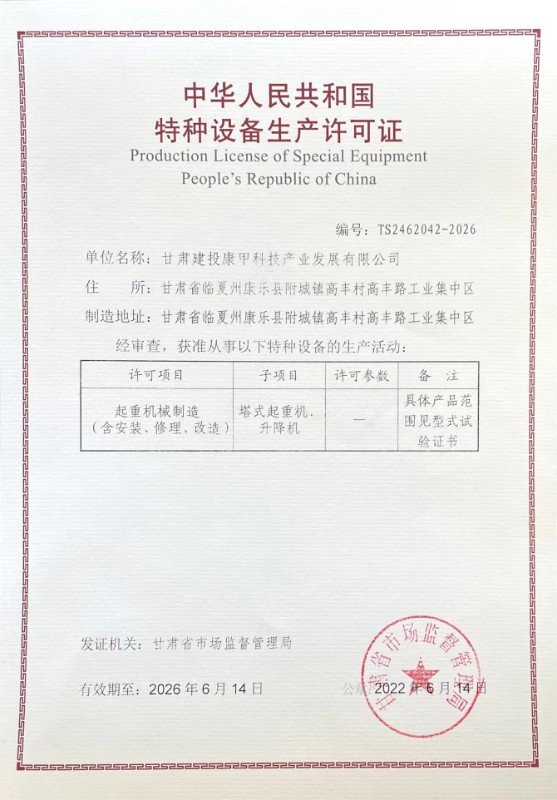 中华人民共和国
特种设备生产许可证
Production License of Special Equipment
People's Republic of China
编号：TS2462042-2026
单位名称：甘肃建投康甲科技产业发展有限公司
住 所：甘肃省临夏州康乐县附城镇高丰村高丰路工业集中区
制造地址：甘肃省临夏州康乐县附城镇高丰村高丰路工业集中区
经审查，获准从事以下特种设备的生产活动：
许可项目 子项目 许可参数 备 注
起重机械制造
（含安装、修理、改造）
塔式起重机、
升降机
—
具体产品范
围见型式试
验证书
甘肃省市场监督管理局
发证机关：甘肃省市场监督管理局
有效期至：2026年6月14日 2022年6月14日